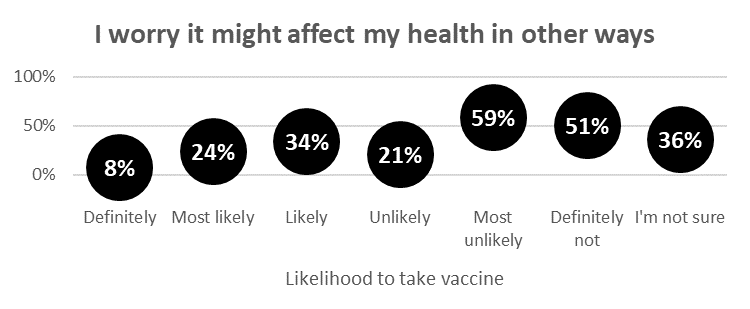 I worry it might affect my health in other ways
100%
50%
0%
8%
24%
34%
21%
59%
51%
36%
Definitely
Most likely
Likely
Unlikely
Most
unlikely
Definitely
not
I'm not sure
Likelihood to take vaccine